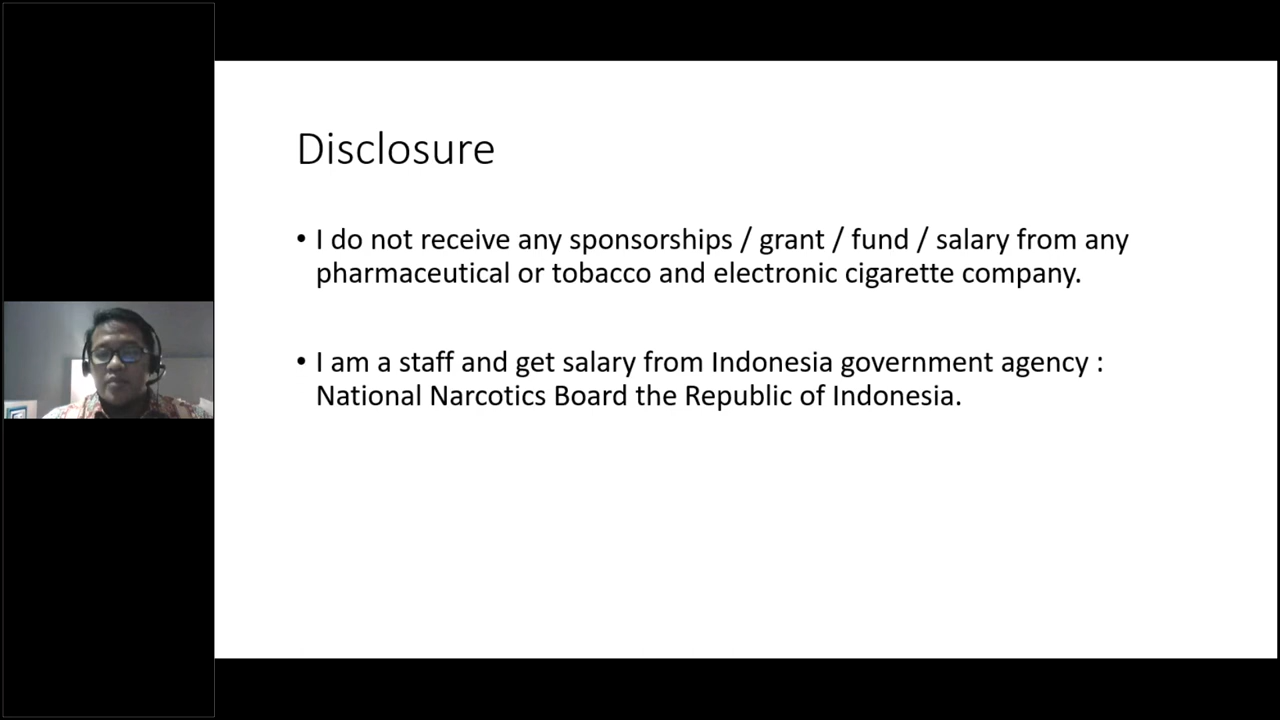 Disclosure
• I do not receive any sponsorships / grant / fund / salary from any
pharmaceutical or tobacco and electronic cigarette company.
• I am a staff and get salary from Indonesia government agency :
National Narcotics Board the Republic of Indonesia.